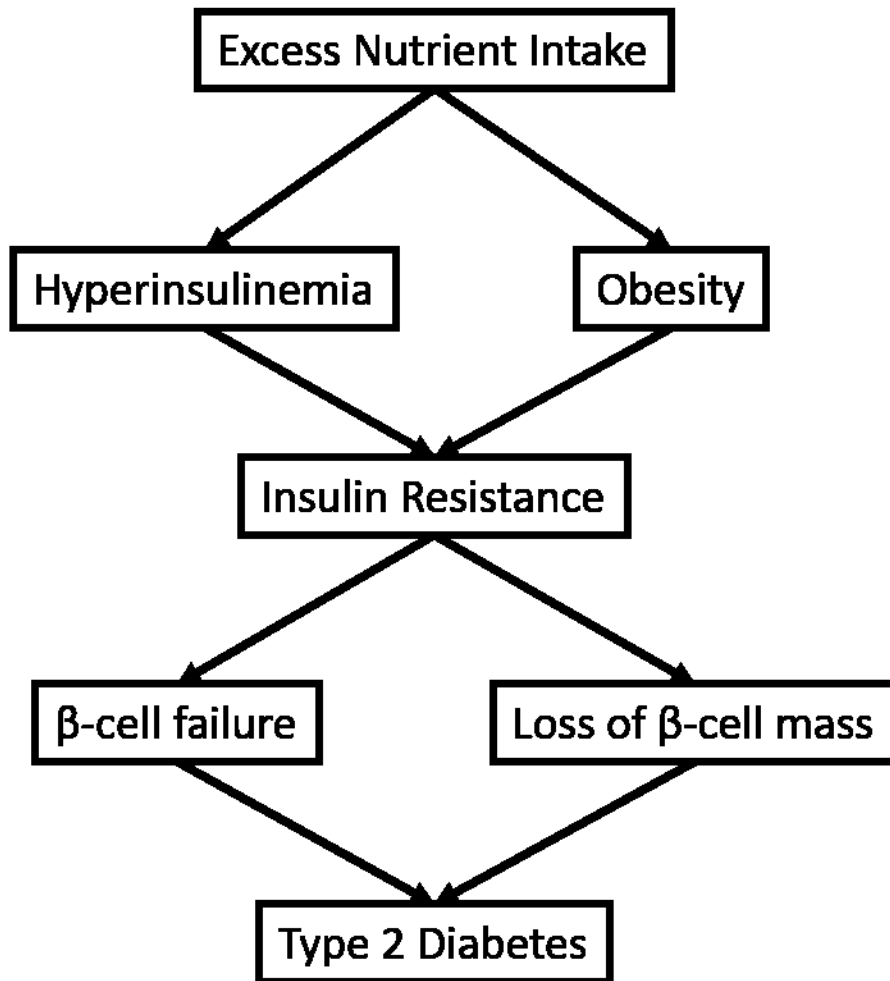 Excess Nutrient Intake
Hyperinsulinemia
Obesity
Insulin Resistance
β-cell failure
Loss of β-cell mass
Type 2 Diabetes